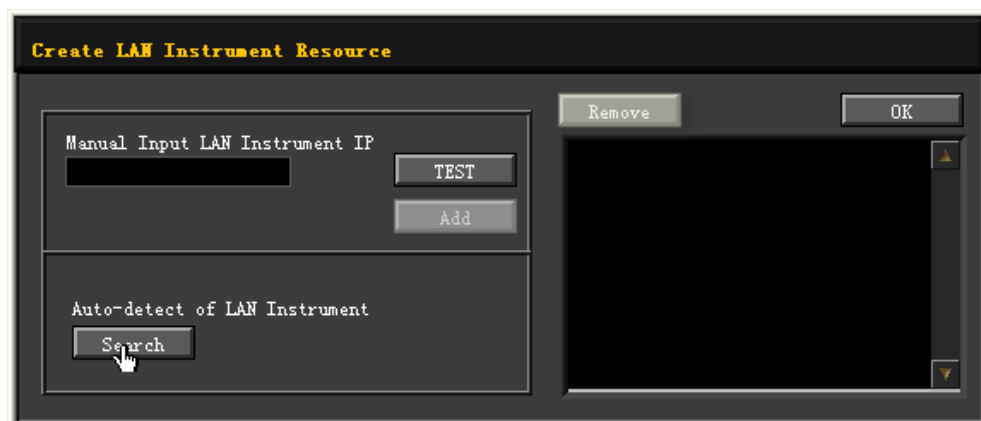 Create LAN Instrument Resource
Remove
OK
Manual Input LAN Instrument IP
TEST
Add
Auto-detect of LAN Instrument
Search